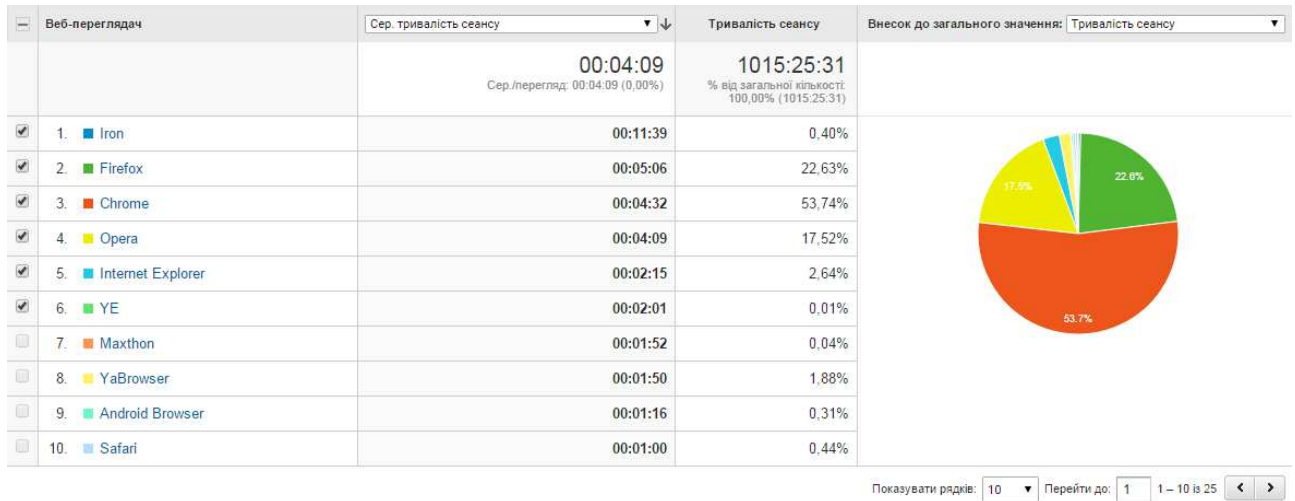 Веб-переглядач Сер. тривалість сеансу Тривалість сеансу Внесок до загального значення: Тривалість сеансу
00:04:09 1015:25:31
Сер./перегляд: 00:04:09 (0,00%) % від загальної кількості:
100,00% (1015:25:31)
1. Iron 00:11:39 0,40%
2. Firefox 00:05:06 22,63%
3. Chrome 00:04:32 53,74%
4. Opera 00:04:09 17,52%
5. Internet Explorer 00:02:15 2,64%
6. YE 00:02:01 0,01%
7. Maxthon 00:01:52 0,04%
8. YaBrowser 00:01:50 1,88%
9. Android Browser 00:01:16 0,31%
10. Safari 00:01:00 0,44%
22.6%
17.5%
53.7%
Показувати рядків: 10 Перейти до: 1 1 – 10 із 25